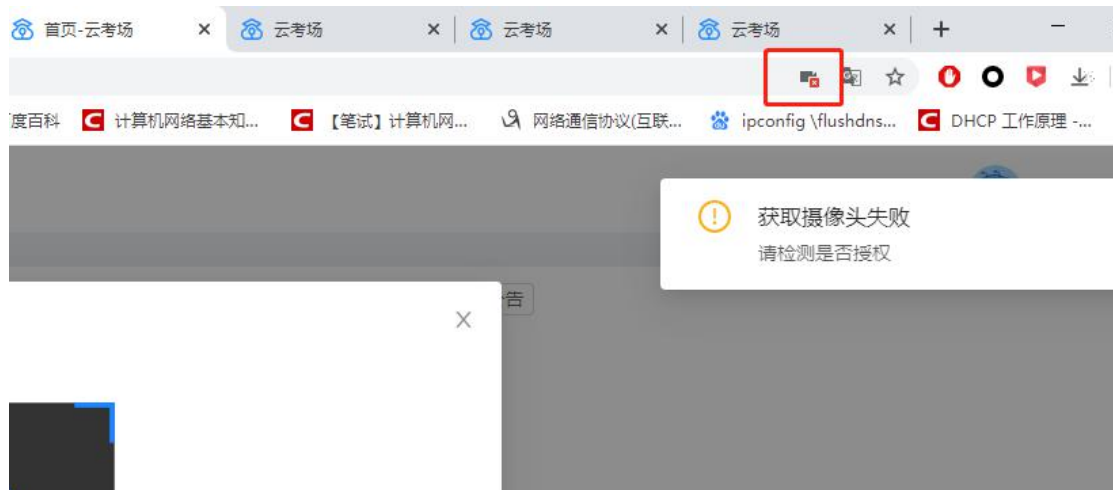 首页-云考场
云考场
云考场
云考场
度百科
计算机网络基本知...
【笔试】计算机网...
网络通信协议(互联...
ipconfig \flushdns...
DHCP 工作原理 -...
获取摄像头失败
请检测是否授权
告